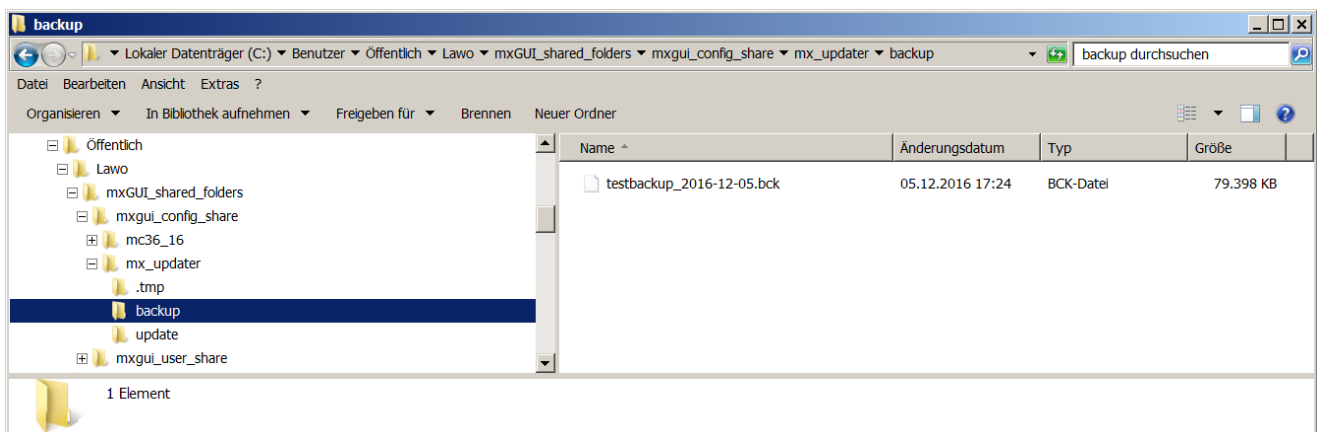 backup
Lokaler Datenträger (C:) Benutzer Öffentlich Lawo mxGUI_shared_folders mxgui_config_share mx_updater backup backup durchsuchen
Datei Bearbeiten Ansicht Extras ?
Organisieren In Bibliothek aufnehmen Freigeben für Brennen Neuer Ordner
Öffentlich
Lawo
mxGUI_shared_folders
mxgui_config_share
mc36_16
mx_updater
.tmp
backup
update
mxgui_user_share
Name Änderungsdatum Typ Größe
testbackup_2016-12-05.bck 05.12.2016 17:24 BCK-Datei 79.398 KB
1 Element